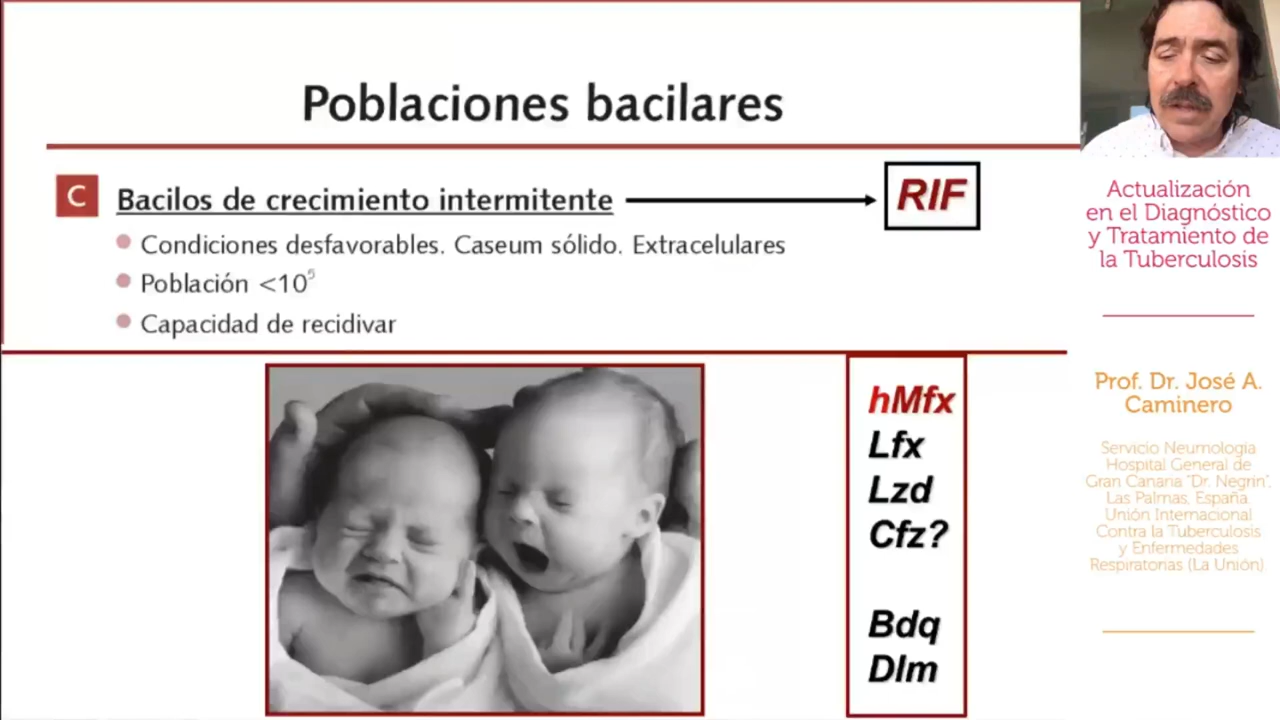 Poblaciones bacilares
C Bacilos de crecimiento intermitente
RIF
Condiciones desfavorables. Caseum sólido. Extracelulares
Población <10⁵
Capacidad de recidivar
hMfx
Lfx
Lzd
Cfz?
Bdq
Dlm
Actualización
en el Diagnóstico
y Tratamiento de
la Tuberculosis
Prof. Dr. José A.
Caminero
Servicio Neumologia
Hospital General de
Gran Canaria "Dr. Negrin".
Las Palmas. España.
Unión Internacional
Contra la Tuberculosis
y Enfermedades
Respiratorias (La Unión)